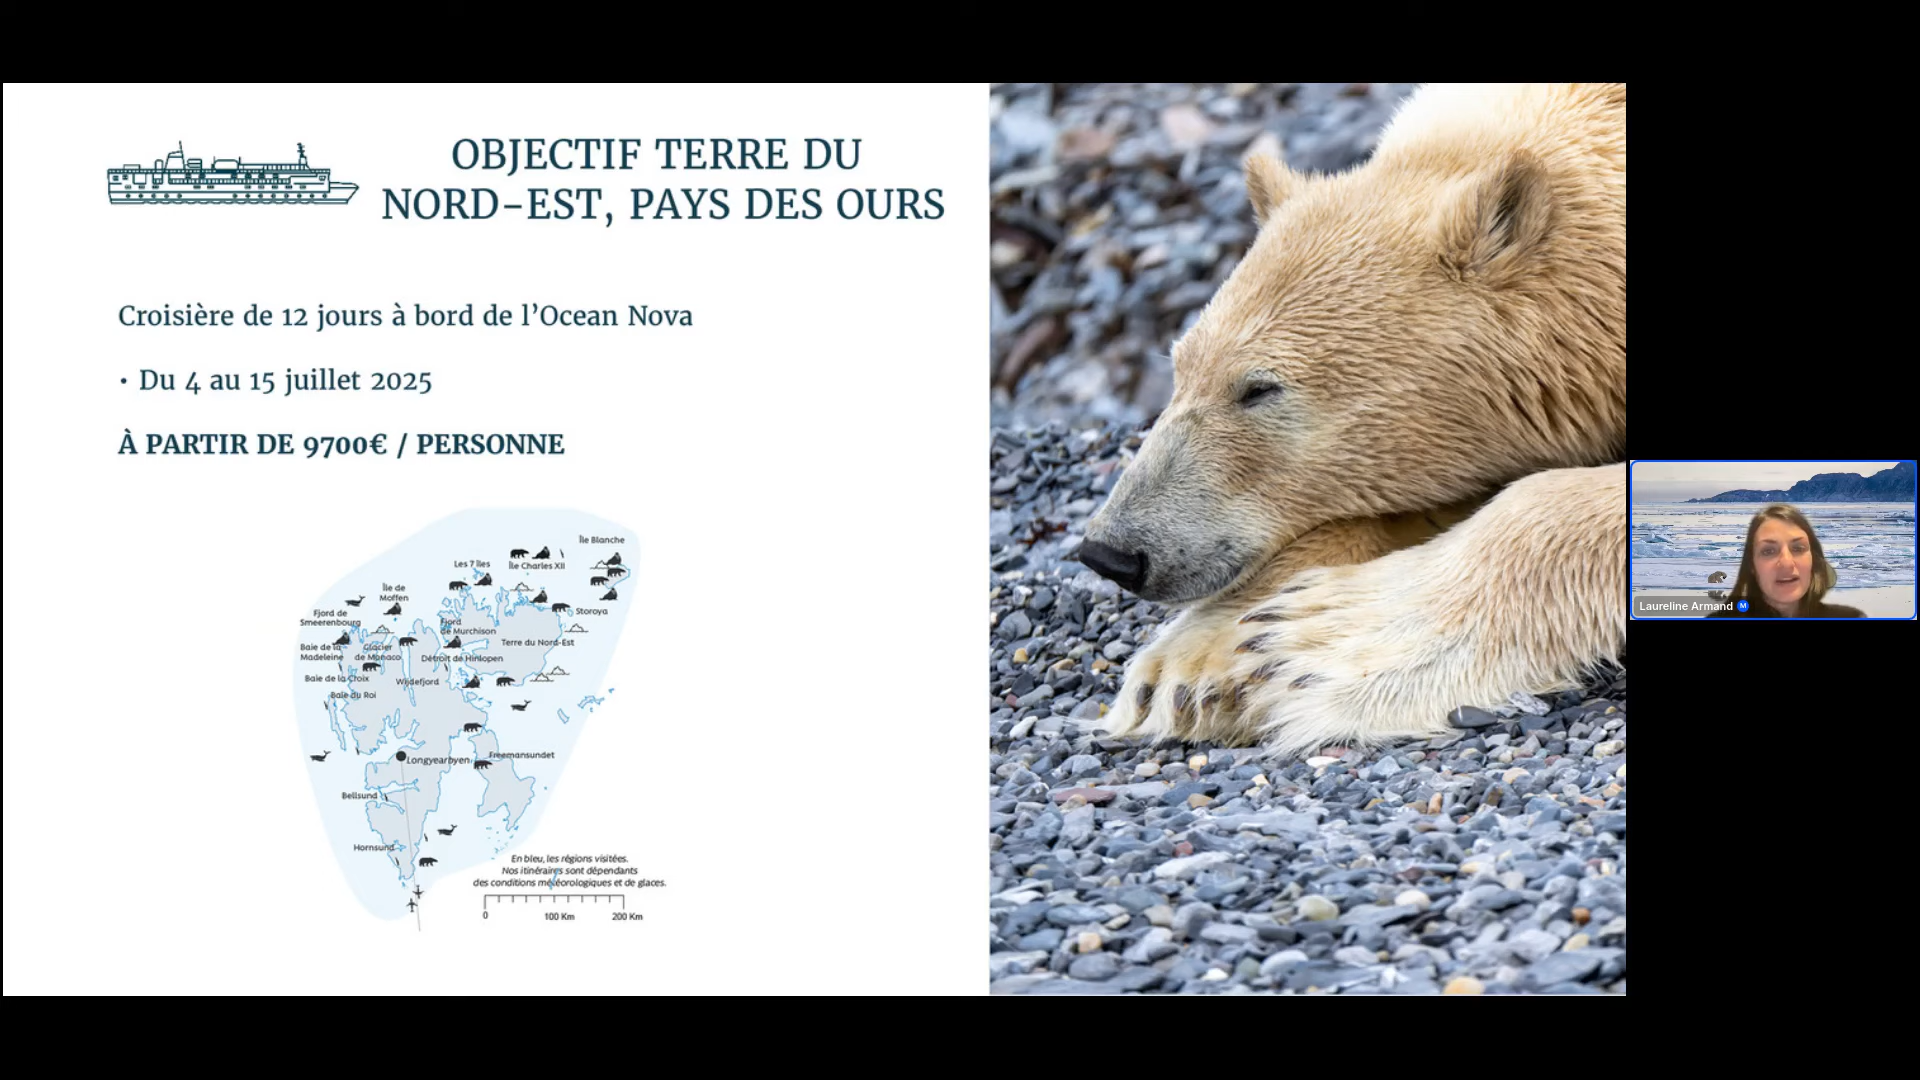 OBJECTIF TERRE DU
NORD-EST, PAYS DES OURS
Croisière de 12 jours à bord de l’Ocean Nova
• Du 4 au 15 juillet 2025
À PARTIR DE 9700€ / PERSONNE
Île Blanche
Les 7 îles
Île Charles XII
Île de
Moffen
Storoya
Fjord de
Smeerenbourg
Fjord
de Murchison
Terre du Nord-Est
Baie de la
Madeleine
Glacier
de Monaco
Détroit de Hinlopen
Baie de la Croix
Wijdefjord
Baie du Roi
Freemansundet
Longyearbyen
Bellsund
Hornsund
En bleu, les régions visitées.
Nos itinéraires sont dépendants
des conditions météorologiques et de glaces.
0 100 Km 200 Km
Laureline Armand M